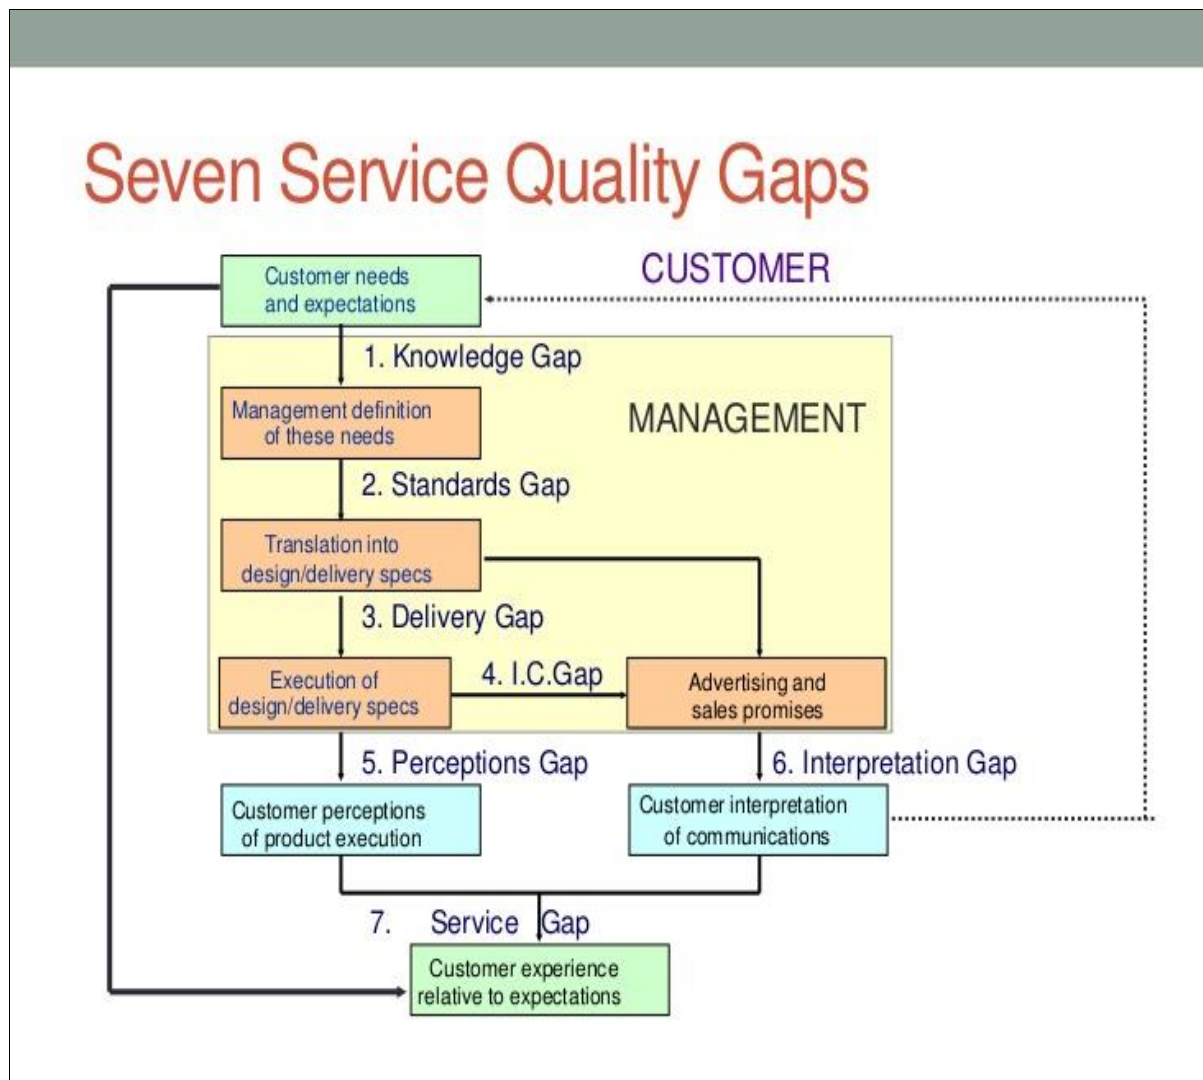 Seven Service Quality Gaps
CUSTOMER
Customer needs
and expectations
1. Knowledge Gap
MANAGEMENT
Management definition
of these needs
2. Standards Gap
Translation into
design/delivery specs
3. Delivery Gap
Execution of
design/delivery specs
4. I.C.Gap
Advertising and
sales promises
5. Perceptions Gap
6. Interpretation Gap
Customer perceptions
of product execution
Customer interpretation
of communications
7. Service Gap
Customer experience
relative to expectations